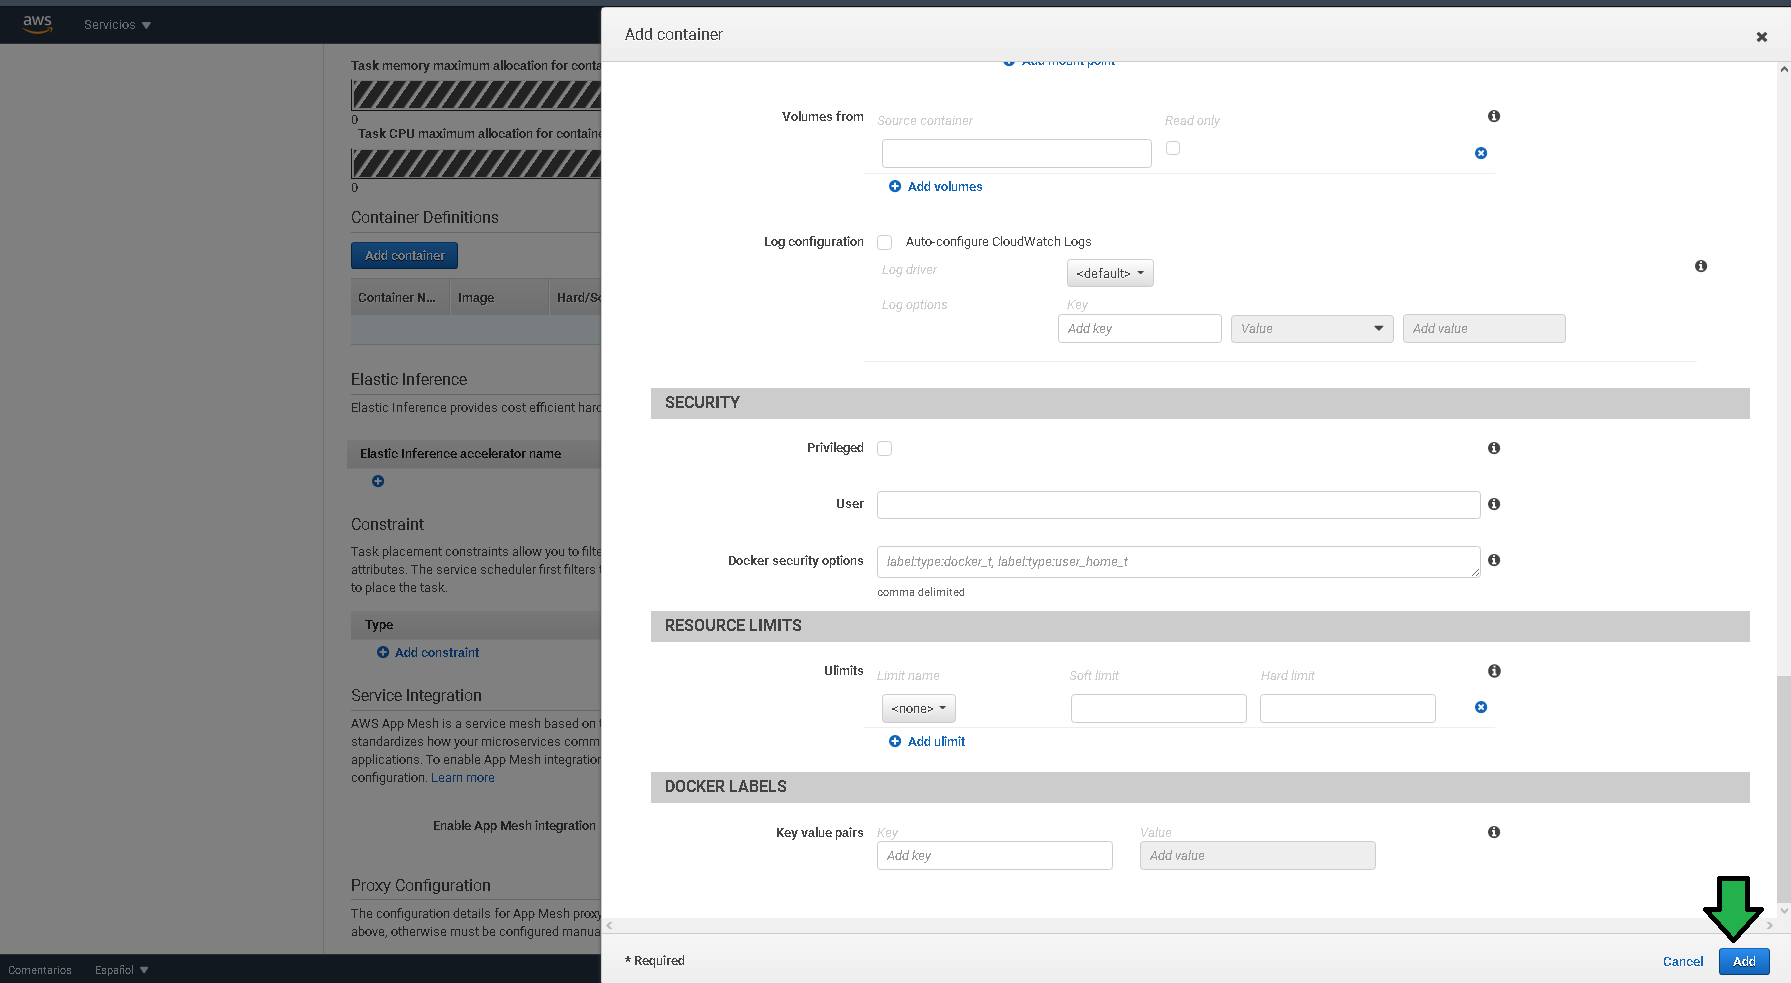 aws
Servicios
Add container
Task memory maximum allocation for conta
0
Task CPU maximum allocation for containe
0
Container Definitions
Add container
Container N... Image Hard/So
Elastic Inference
Elastic Inference provides cost efficient hard
Elastic Inference accelerator name
Constraint
Task placement constraints allow you to filte
attributes. The service scheduler first filters t
to place the task.
Type
Add constraint
Service Integration
AWS App Mesh is a service mesh based on t
standardizes how your microservices comm
applications. To enable App Mesh integration
configuration. Learn more
Enable App Mesh integration
Proxy Configuration
The configuration details for App Mesh proxy
above, otherwise must be configured manua
Add mount point
Volumes from Source container Read only
Add volumes
Log configuration Auto-configure CloudWatch Logs
Log driver <default>
Log options Key
Add key Value Add value
SECURITY
Privileged
User
Docker security options label:type:docker_t, label:type:user_home_t
comma delimited
RESOURCE LIMITS
Ulimits Limit name Soft limit Hard limit
<none>
Add ulimit
DOCKER LABELS
Key value pairs Key Value
Add key Add value
* Required Cancel Add
Comentarios Español